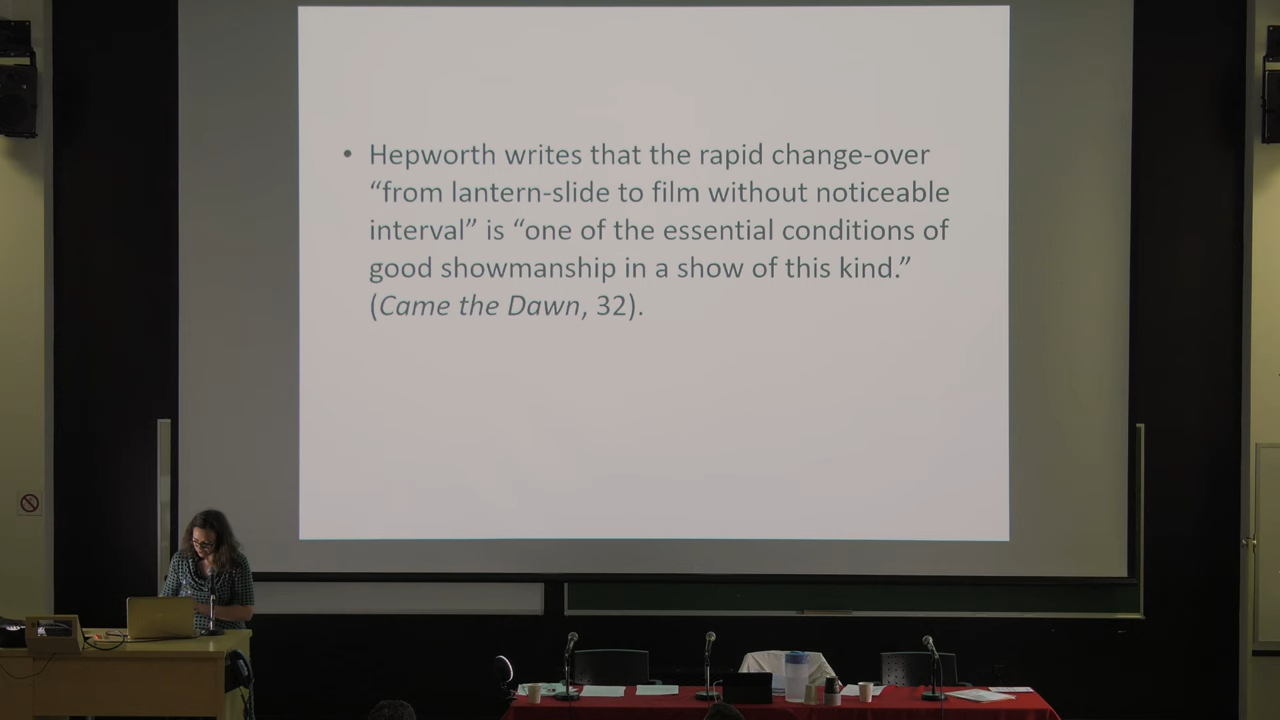 • Hepworth writes that the rapid change-over
“from lantern-slide to film without noticeable
interval” is “one of the essential conditions of
good showmanship in a show of this kind.”
(Came the Dawn, 32).